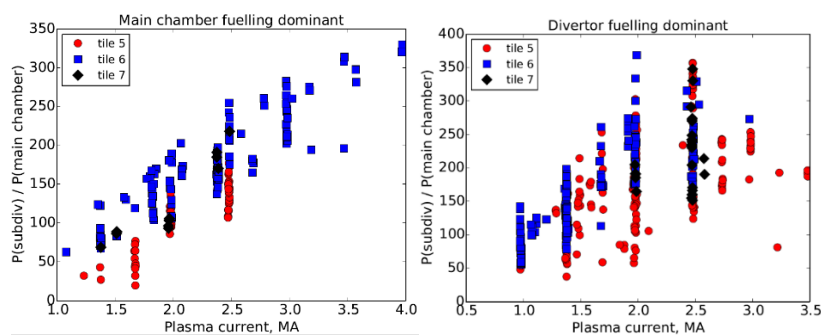 Main chamber fuelling dominant
P(subdiv) / P(main chamber)
350
300
250
200
150
100
50
0
tile 5
tile 6
tile 7
1.0 1.5 2.0 2.5 3.0 3.5 4.0
Plasma current, MA
Divertor fuelling dominant
P(subdiv) / P(main chamber)
400
350
300
250
200
150
100
50
0
tile 5
tile 6
tile 7
0.5 1.0 1.5 2.0 2.5 3.0 3.5
Plasma current, MA